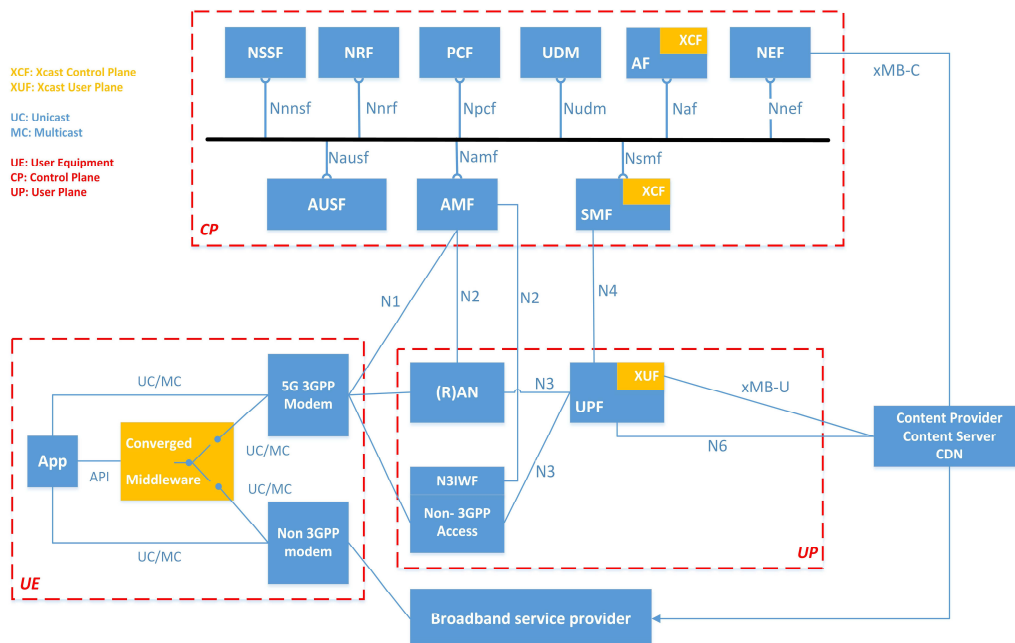 XCF: Xcast Control Plane
XUF: Xcast User Plane
UC: Unicast
MC: Multicast
UE: User Equipment
CP: Control Plane
UP: User Plane
NSSF
NRF
PCF
UDM
XCF
AF
NEF
xMB-C
Nnnsf
Nnrf
Npcf
Nudm
Naf
Nnef
Nausf
Namf
Nsmf
AUSF
AMF
XCF
SMF
CP
N1
N2
N2
N4
UC/MC
5G 3GPP
Modem
(R)AN
N3
XUF
UPF
xMB-U
Content Provider
Content Server
CDN
App
API
Converged
Middleware
UC/MC
UC/MC
N6
N3
N3IWF
Non- 3GPP
Access
Non 3GPP
modem
UC/MC
UE
UP
Broadband service provider